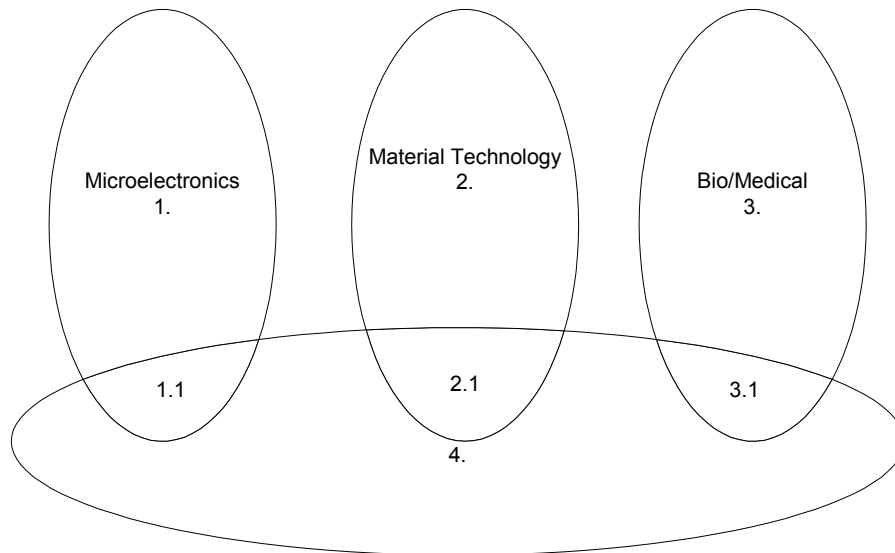 Microelectronics
1.
Material Technology
2.
Bio/Medical
3.
1.1
2.1
3.1
4.